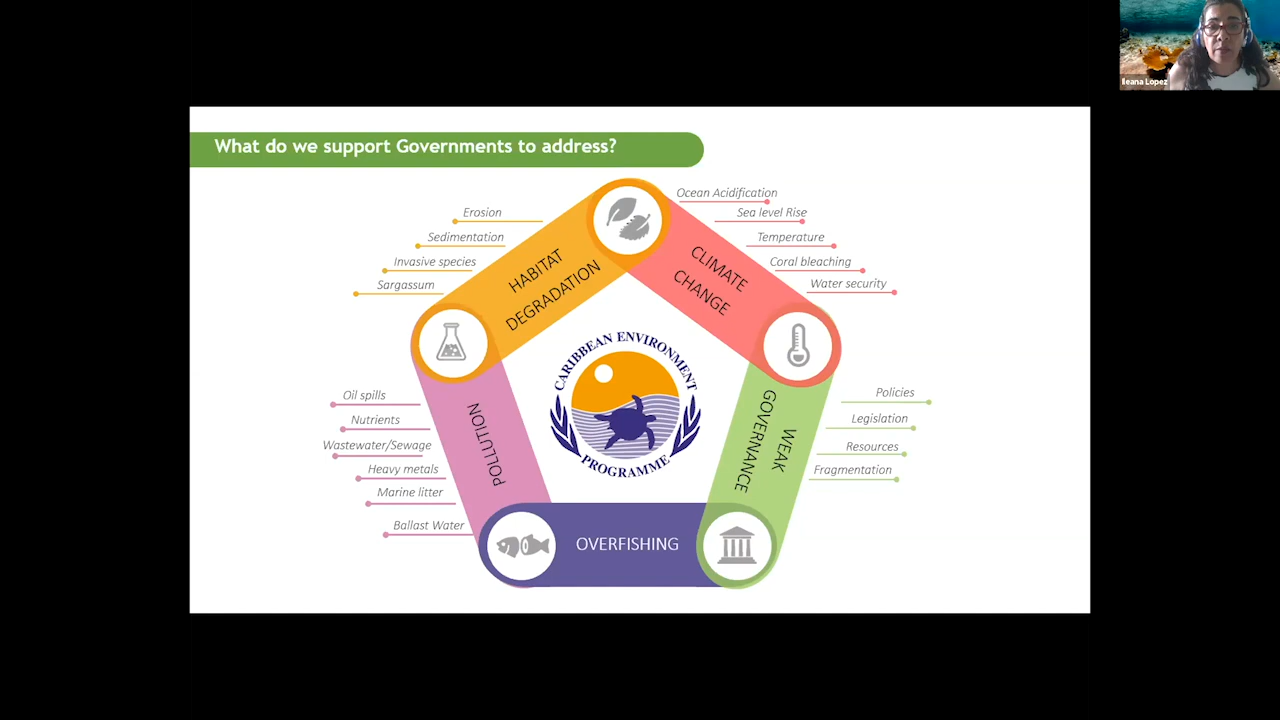 Ileana Lopez
What do we support Governments to address?
Erosion
Sedimentation
Invasive species
Sargassum
HABITAT
DEGRADATION
Ocean Acidification
Sea level Rise
Temperature
Coral bleaching
Water security
CLIMATE
CHANGE
CARIBBEAN ENVIRONMENT
PROGRAMME
Oil spills
Nutrients
Wastewater/Sewage
Heavy metals
Marine litter
Ballast Water
POLLUTION
Policies
Legislation
Resources
Fragmentation
WEAK
GOVERNANCE
OVERFISHING